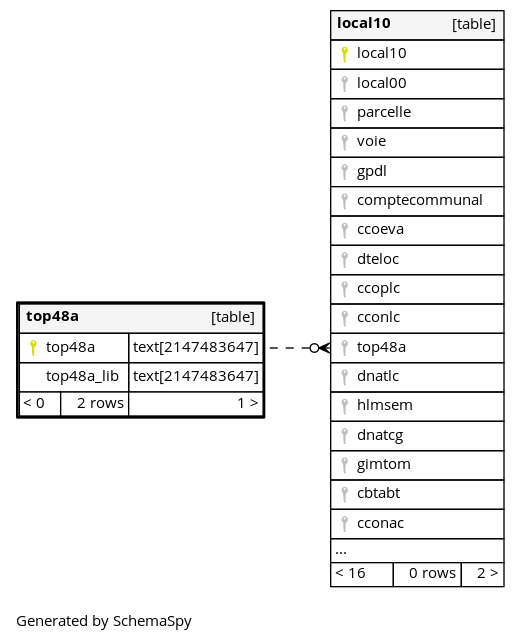 local10 [table]
local10
local00
parcelle
voie
gpdl
comptecommunal
ccoeva
dteloc
ccoplc
cconlc
top48a
dnatlc
hlmsem
dnatcg
gimtom
cbtabt
cconac
...
< 16 0 rows 2 >
top48a [table]
top48a text[2147483647]
top48a_lib text[2147483647]
< 0 2 rows 1 >
Generated by SchemaSpy